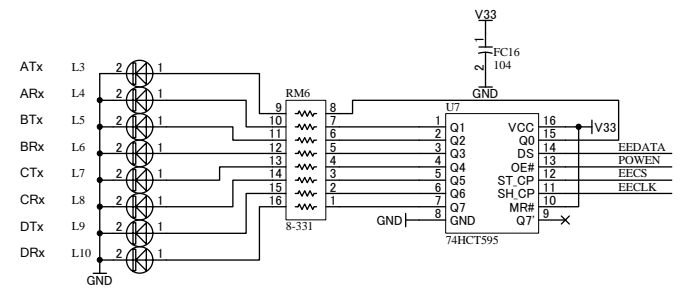 V33
1
FC16
2
104
GND
ATx L3 2 1
ARx L4 2 1
BTx L5 2 1
BRx L6 2 1
CTx L7 2 1
CRx L8 2 1
DTx L9 2 1
DRx L10 2 1
GND
RM6
9 8
10 7
11 6
12 5
13 4
14 3
15 2
16 1
8-331
U7
1 Q1 VCC 16 V33
2 Q2 Q0 15
3 Q3 DS 14 EEDATA
4 Q4 OE# 13 POWEN
5 Q5 ST_CP 12 EECS
6 Q6 SH_CP 11 EECLK
7 Q7 MR# 10
GND 8 GND Q7' 9
74HCT595